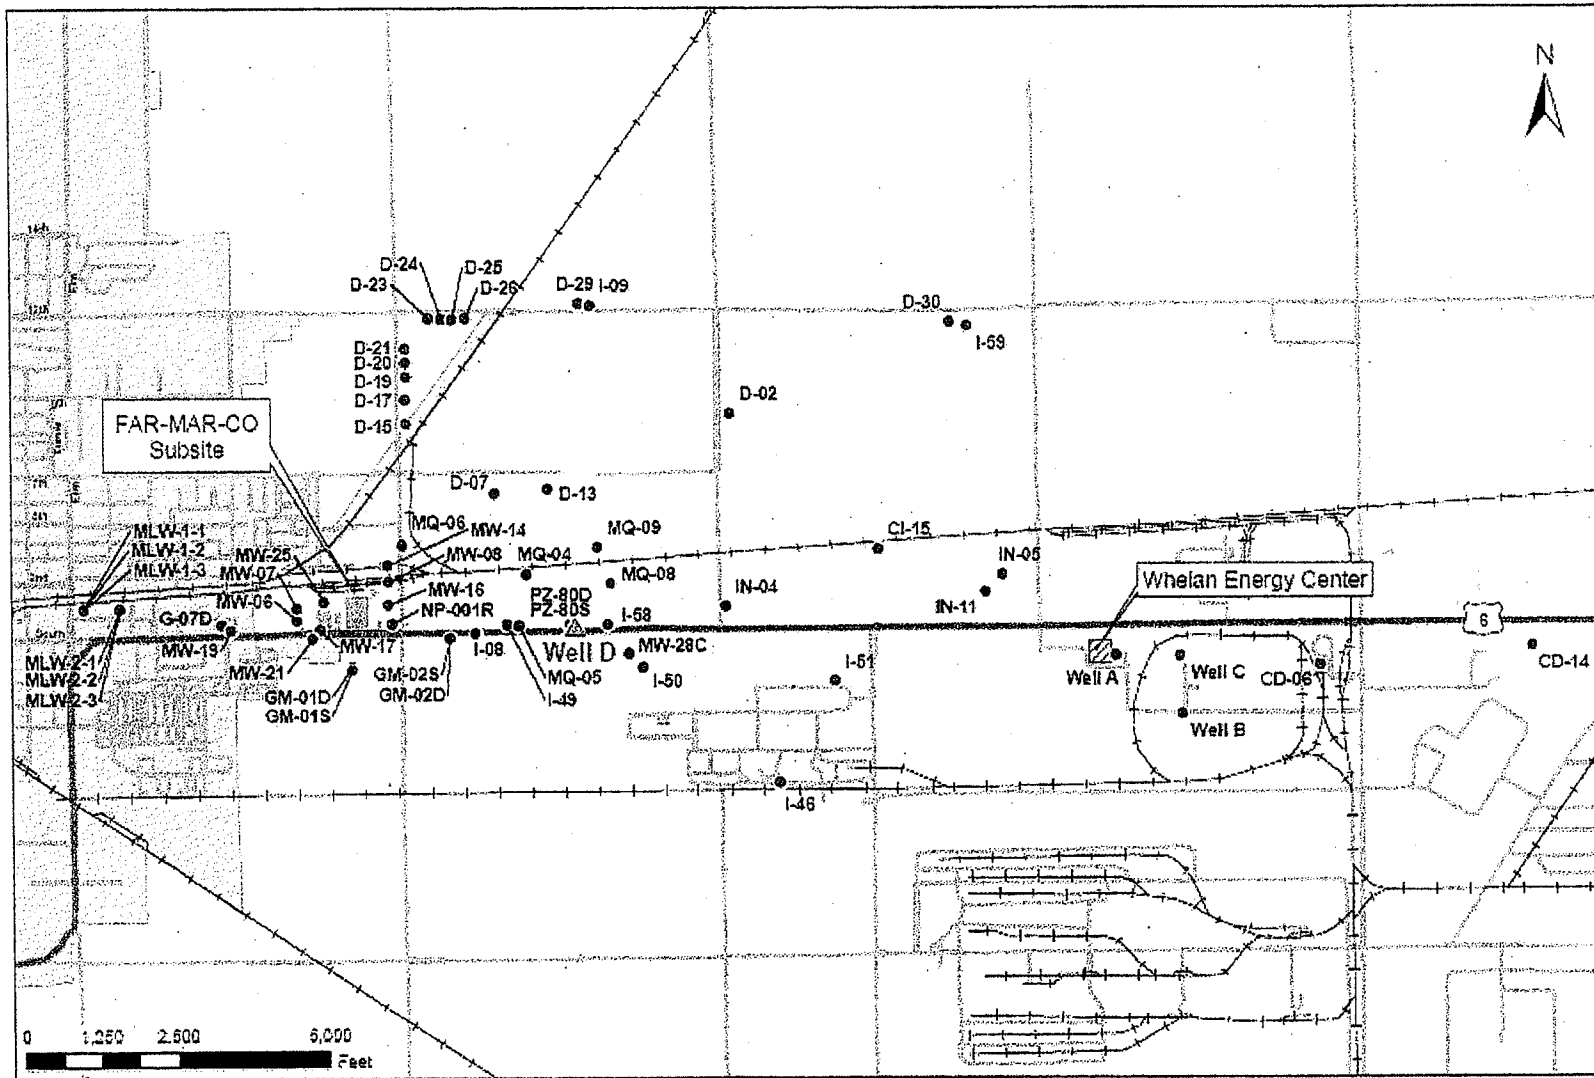 N
14th
D-24
D-25
D-23
D-26
D-29
I-09
12th
D-30
I-59
D-21
D-20
D-19
D-17
D-15
D-02
FAR-MAR-CO
Subsite
Elm
7th
D-07
D-13
MLW-1-1
MLW-1-2
MLW-1-3
MW-25
MW-07
MW-06
MQ-06
MW-14
MW-08
MQ-04
MQ-09
MQ-08
CI-15
IN-05
IN-04
IN-11
Whelan Energy Center
MW-16
NP-001R
PZ-80D
PZ-80S
I-58
G-07D
MW-19
MW-17
MW-21
I-08
Well D
MW-28C
6
MLW-2-1
MLW-2-2
MLW-2-3
GM-01D
GM-01S
GM-02S
GM-02D
MQ-05
I-49
I-50
I-51
Well A
Well C
CD-06
CD-14
Well B
I-46
0 1,250 2,500 5,000
Feet